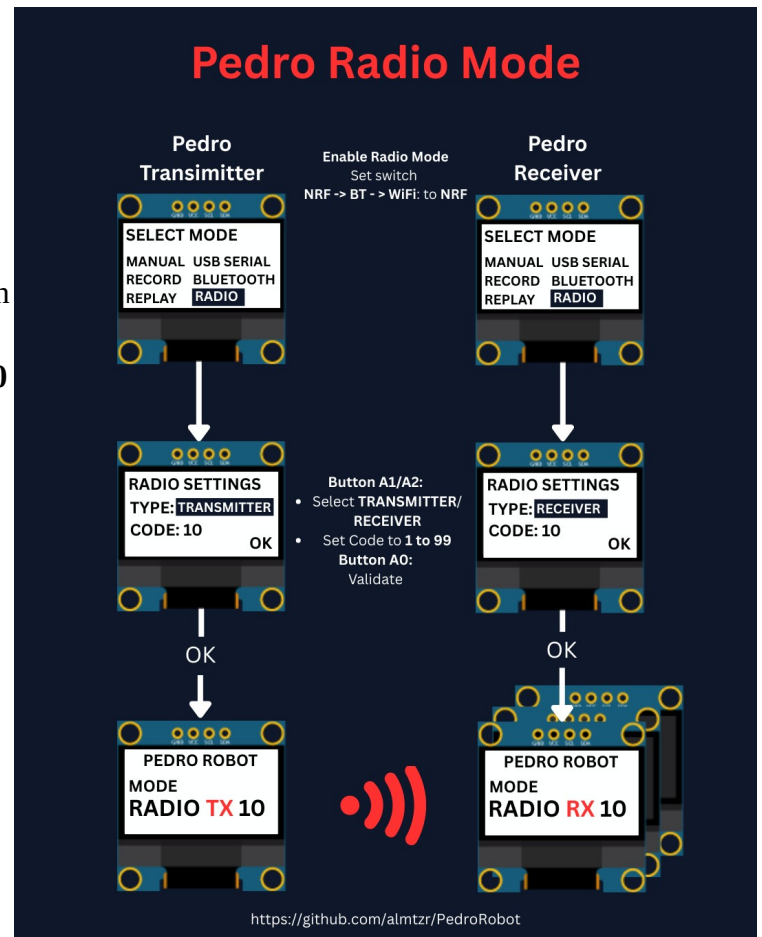 Pedro Radio Mode
Pedro
Transimitter
Enable Radio Mode
Set switch
NRF -> BT - > WiFi: to NRF
Pedro
Receiver
SELECT MODE
MANUAL USB SERIAL
RECORD BLUETOOTH
REPLAY RADIO
SELECT MODE
MANUAL USB SERIAL
RECORD BLUETOOTH
REPLAY RADIO
n
0
RADIO SETTINGS
TYPE: TRANSMITTER
CODE: 10
OK
Button A1/A2:
• Select TRANSMITTER/
RECEIVER
• Set Code to 1 to 99
Button A0:
Validate
RADIO SETTINGS
TYPE: RECEIVER
CODE: 10
OK
OK
OK
PEDRO ROBOT
MODE
RADIO TX 10
PEDRO ROBOT
MODE
RADIO RX 10
https://github.com/almtzr/PedroRobot